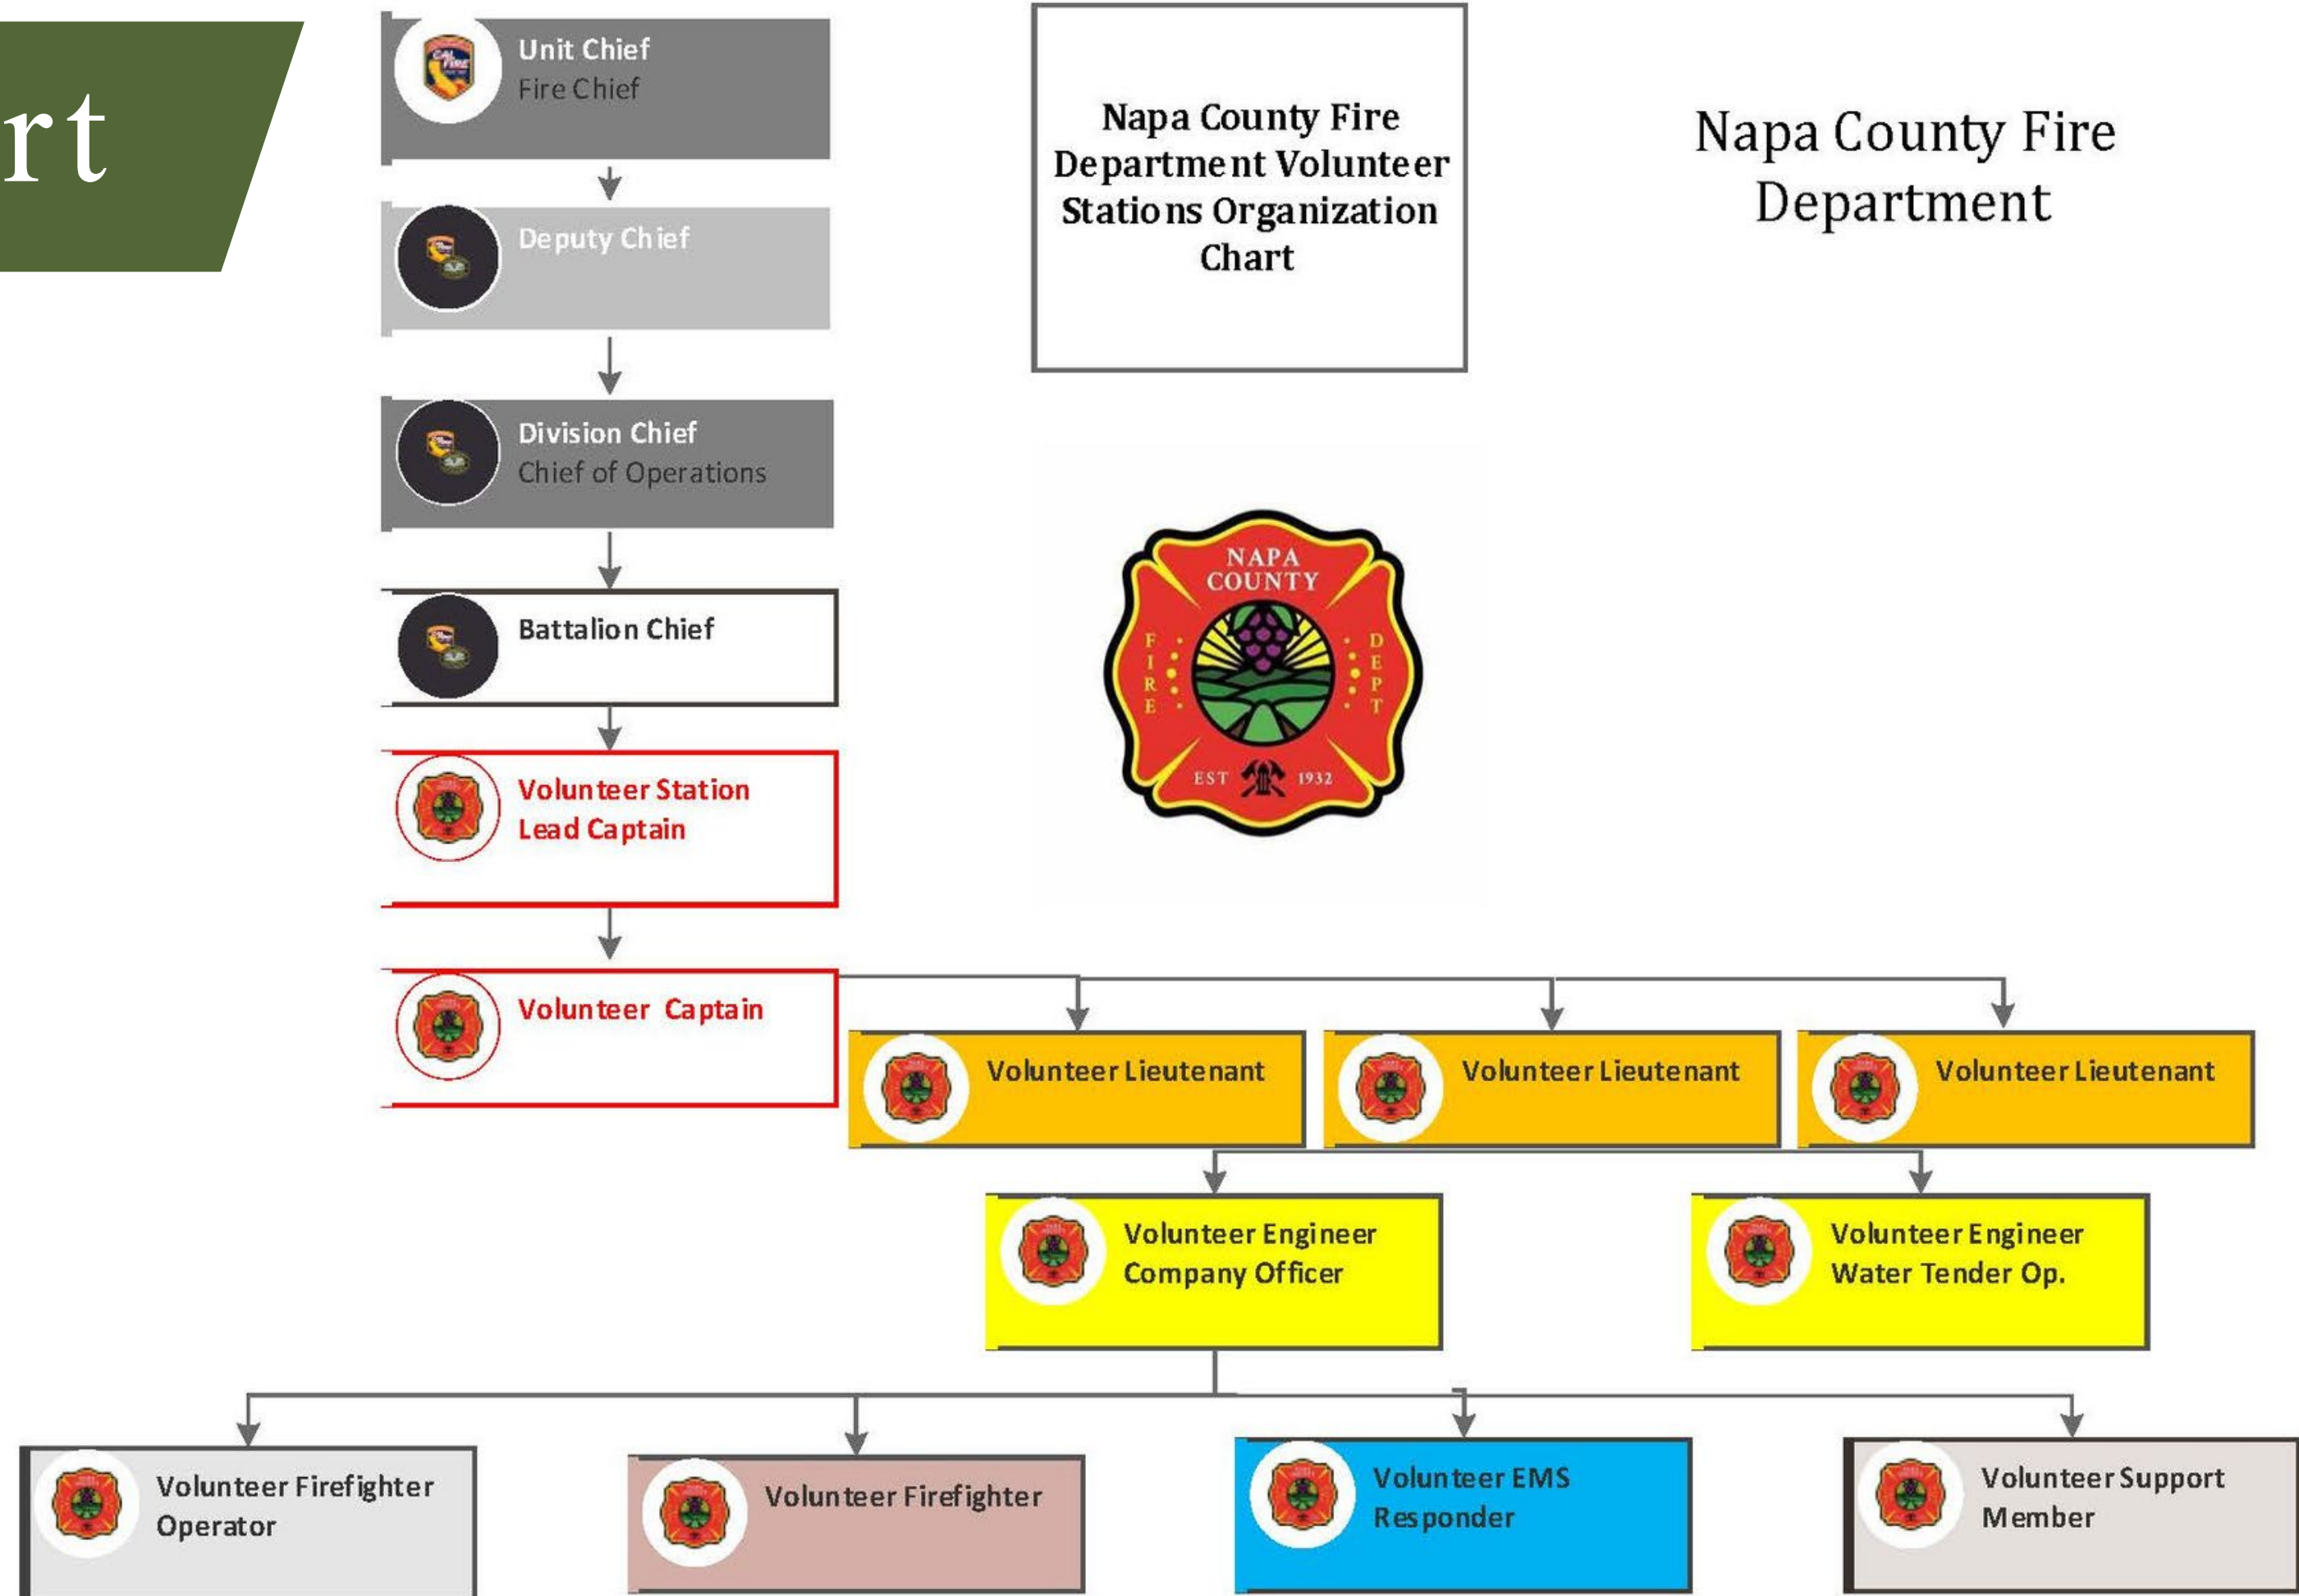 rt
Unit Chief
Fire Chief
Deputy Chief
Division Chief
Chief of Operations
Battalion Chief
Volunteer Station
Lead Captain
Volunteer Captain
Napa County Fire
Department Volunteer
Stations Organization
Chart
Napa County Fire
Department
NAPA
COUNTY
FIRE
DEPT
EST 1932
Volunteer Lieutenant
Volunteer Lieutenant
Volunteer Lieutenant
Volunteer Engineer
Company Officer
Volunteer Engineer
Water Tender Op.
Volunteer Firefighter
Operator
Volunteer Firefighter
Volunteer EMS
Responder
Volunteer Support
Member